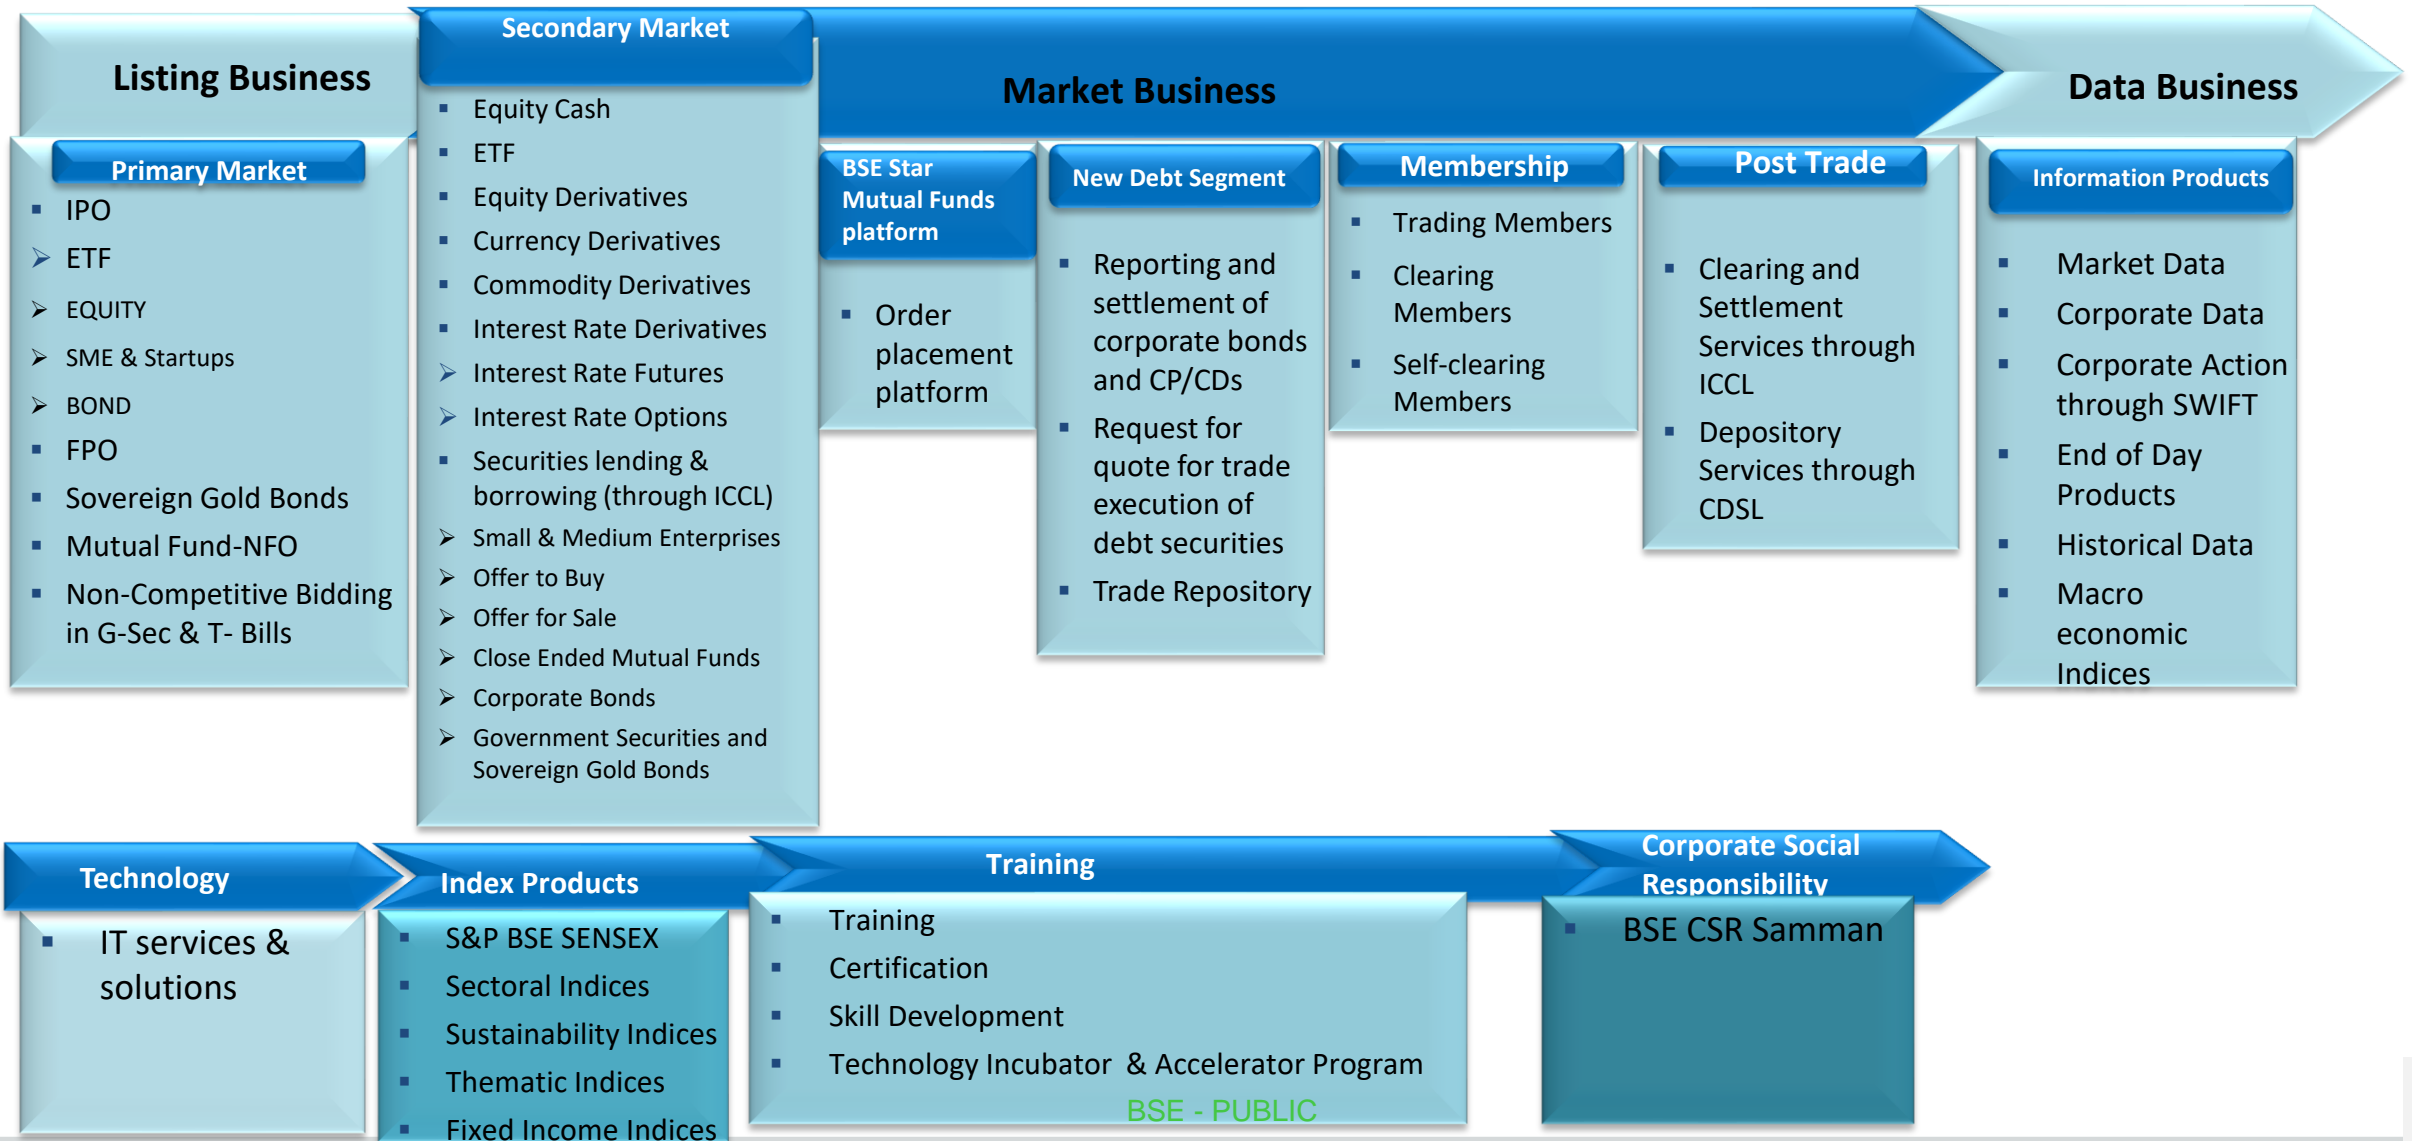 Listing Business
Primary Market
IPO
ETF
EQUITY
SME & Startups
BOND
FPO
Sovereign Gold Bonds
Mutual Fund-NFO
Non-Competitive Bidding
in G-Sec & T- Bills
Secondary Market
Equity Cash
ETF
Equity Derivatives
Currency Derivatives
Commodity Derivatives
Interest Rate Derivatives
Interest Rate Futures
Interest Rate Options
Securities lending &
borrowing (through ICCL)
Small & Medium Enterprises
Offer to Buy
Offer for Sale
Close Ended Mutual Funds
Corporate Bonds
Government Securities and
Sovereign Gold Bonds
Market Business
BSE Star
Mutual Funds
platform
Order
placement
platform
New Debt Segment
Reporting and
settlement of
corporate bonds
and CP/CDs
Request for
quote for trade
execution of
debt securities
Trade Repository
Membership
Trading Members
Clearing
Members
Self-clearing
Members
Post Trade
Clearing and
Settlement
Services through
ICCL
Depository
Services through
CDSL
Data Business
Information Products
Market Data
Corporate Data
Corporate Action
through SWIFT
End of Day
Products
Historical Data
Macro
economic
Indices
Technology
IT services &
solutions
Index Products
S&P BSE SENSEX
Sectoral Indices
Sustainability Indices
Thematic Indices
Fixed Income Indices
Training
Training
Certification
Skill Development
Technology Incubator & Accelerator Program
BSE - PUBLIC
Corporate Social
Responsibility
BSE CSR Samman